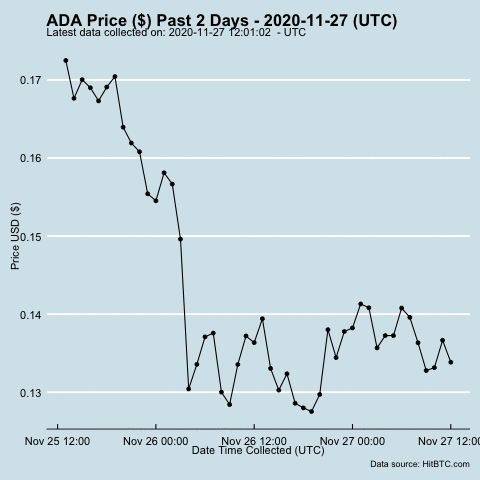 ADA Price ($) Past 2 Days - 2020-11-27 (UTC)
Latest data collected on: 2020-11-27 12:01:02 - UTC
0.17
0.16
0.15
0.14
0.13
Price USD ($)
Nov 25 12:00 Nov 26 00:00 Nov 26 12:00 Nov 27 00:00 Nov 27 12:00
Date Time Collected (UTC)
Data source: HitBTC.com